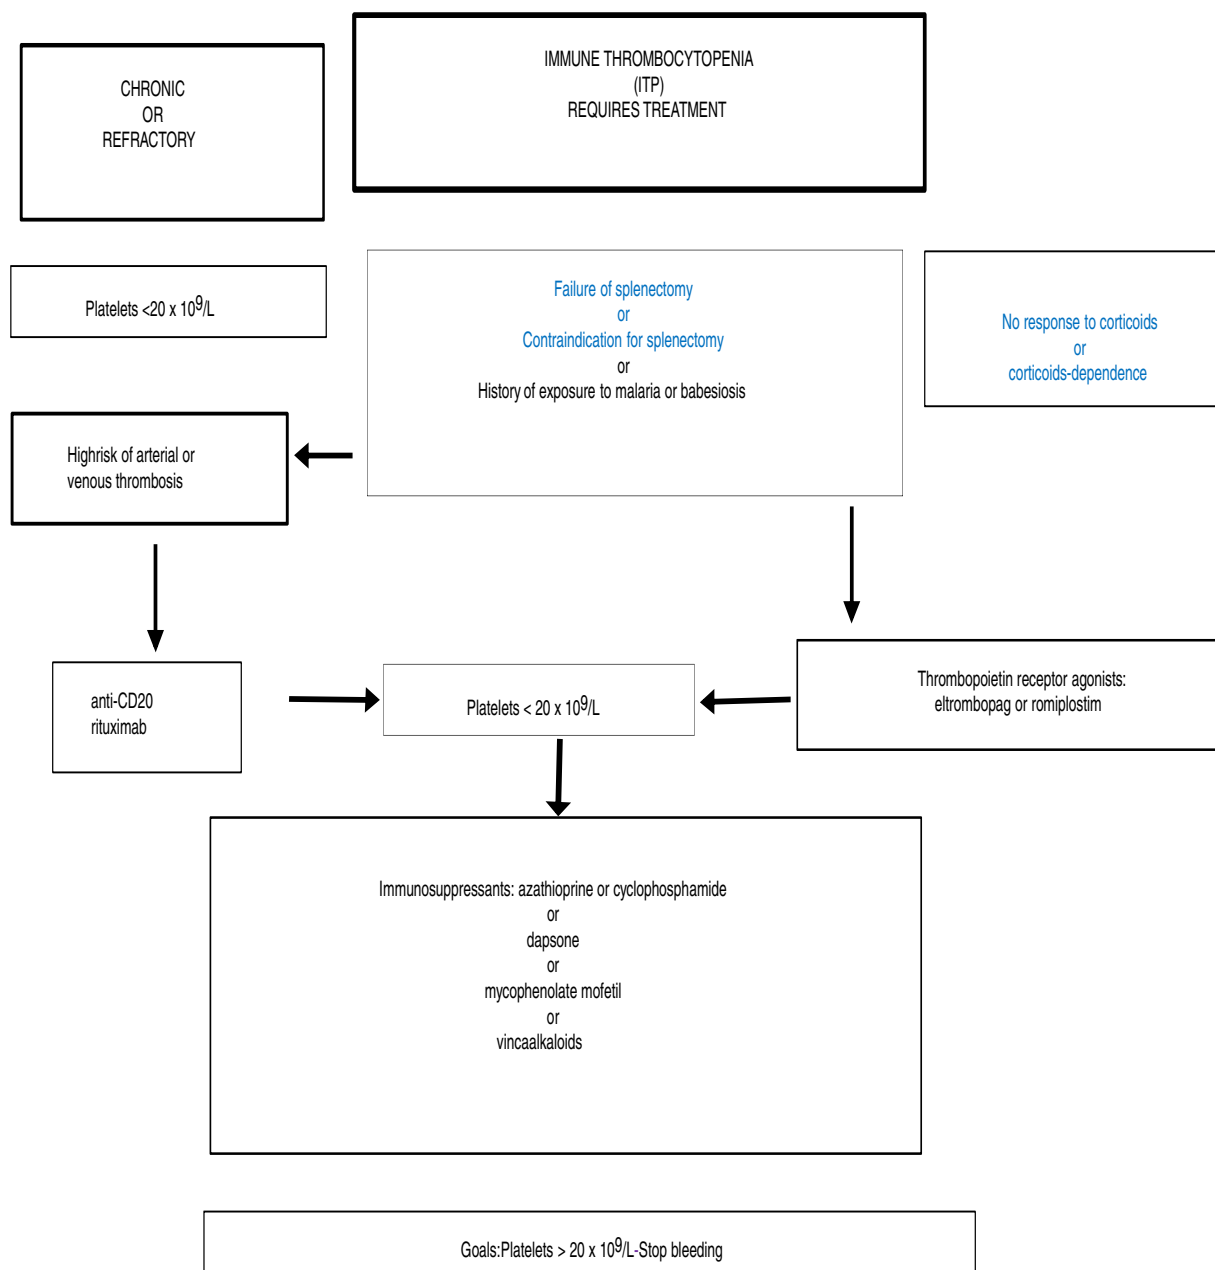 CHRONIC
OR
REFRACTORY
IMMUNE THROMBOCYTOPENIA
(ITP)
REQUIRES TREATMENT
Platelets <20 x 10⁹/L
Failure of splenectomy
or
Contraindication for splenectomy
or
History of exposure to malaria or babesiosis
No response to corticoids
or
corticoids-dependence
Highrisk of arterial or
venous thrombosis
anti-CD20
rituximab
Platelets < 20 x 10⁹/L
Thrombopoietin receptor agonists:
eltrombopag or romiplostim
Immunosuppressants: azathioprine or cyclophosphamide
or
dapsone
or
mycophenolate mofetil
or
vincaalkaloids
Goals:Platelets > 20 x 10⁹/L-Stop bleeding